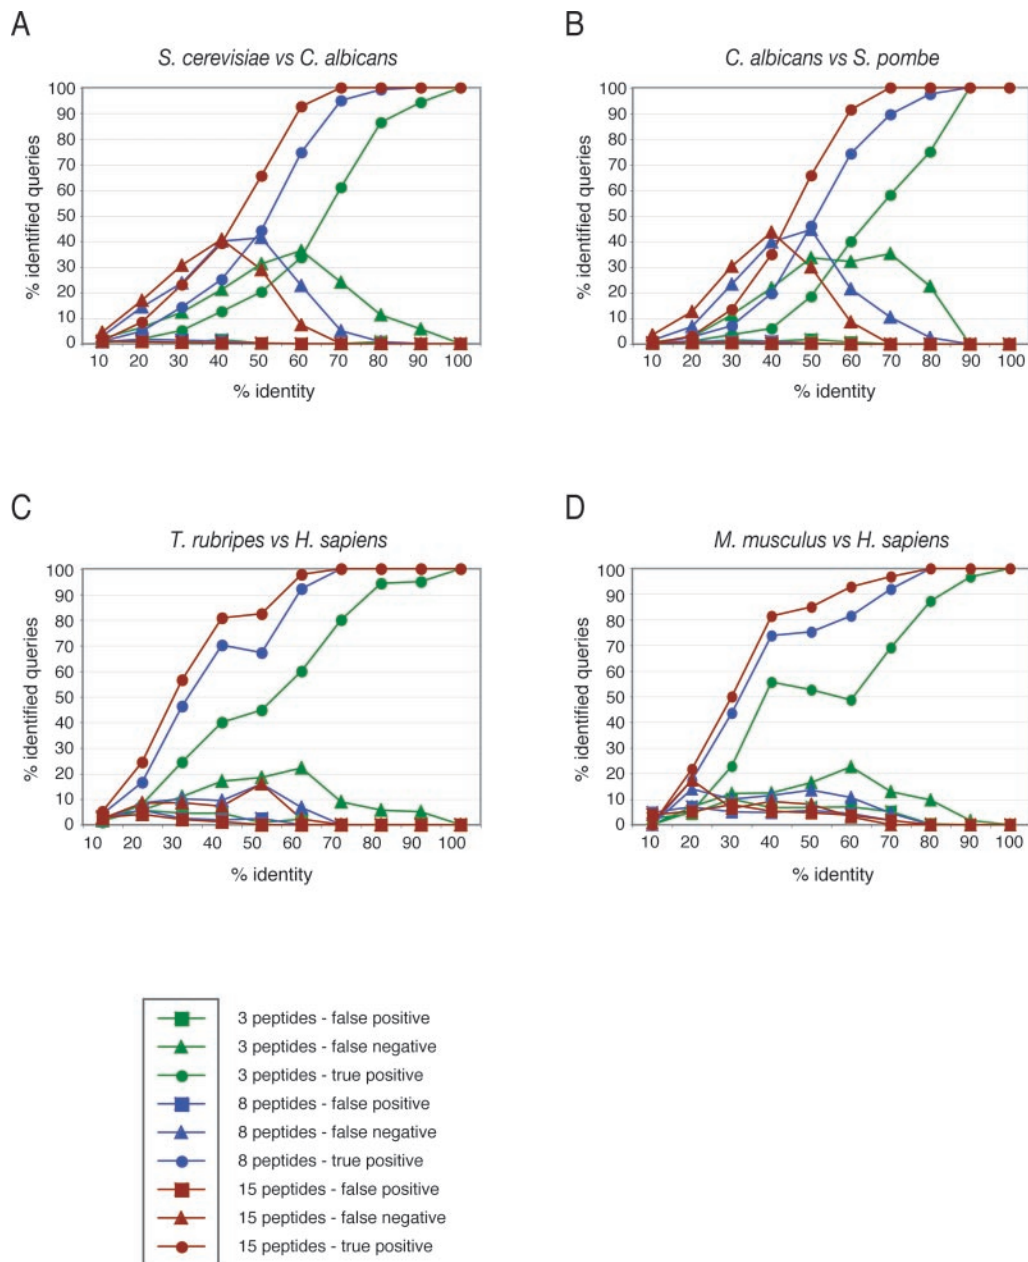 A
S. cerevisiae vs C. albicans
% identified queries
100
90
80
70
60
50
40
30
20
10
0
10 20 30 40 50 60 70 80 90 100
% identity
B
C. albicans vs S. pombe
% identified queries
100
90
80
70
60
50
40
30
20
10
0
10 20 30 40 50 60 70 80 90 100
% identity
C
T. rubripes vs H. sapiens
% identified queries
100
90
80
70
60
50
40
30
20
10
0
10 20 30 40 50 60 70 80 90 100
% identity
D
M. musculus vs H. sapiens
% identified queries
100
90
80
70
60
50
40
30
20
10
0
10 20 30 40 50 60 70 80 90 100
% identity
3 peptides - false positive
3 peptides - false negative
3 peptides - true positive
8 peptides - false positive
8 peptides - false negative
8 peptides - true positive
15 peptides - false positive
15 peptides - false negative
15 peptides - true positive